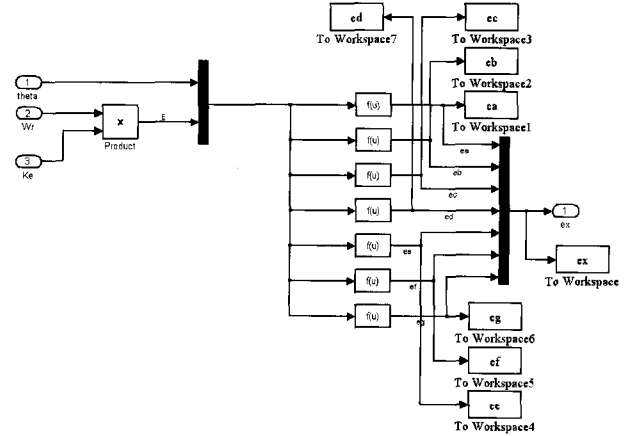 ed
To Workspace7
ec
To Workspace3
eb
To Workspace2
ea
To Workspace1
1
theta
2
Wr
3
Ke
x
Product
E
f(u)
f(u)
f(u)
f(u)
f(u)
f(u)
f(u)
ea
eb
ec
ed
ee
ef
eg
1
ex
ex
To Workspace
eg
To Workspace6
ef
To Workspace5
ee
To Workspace4